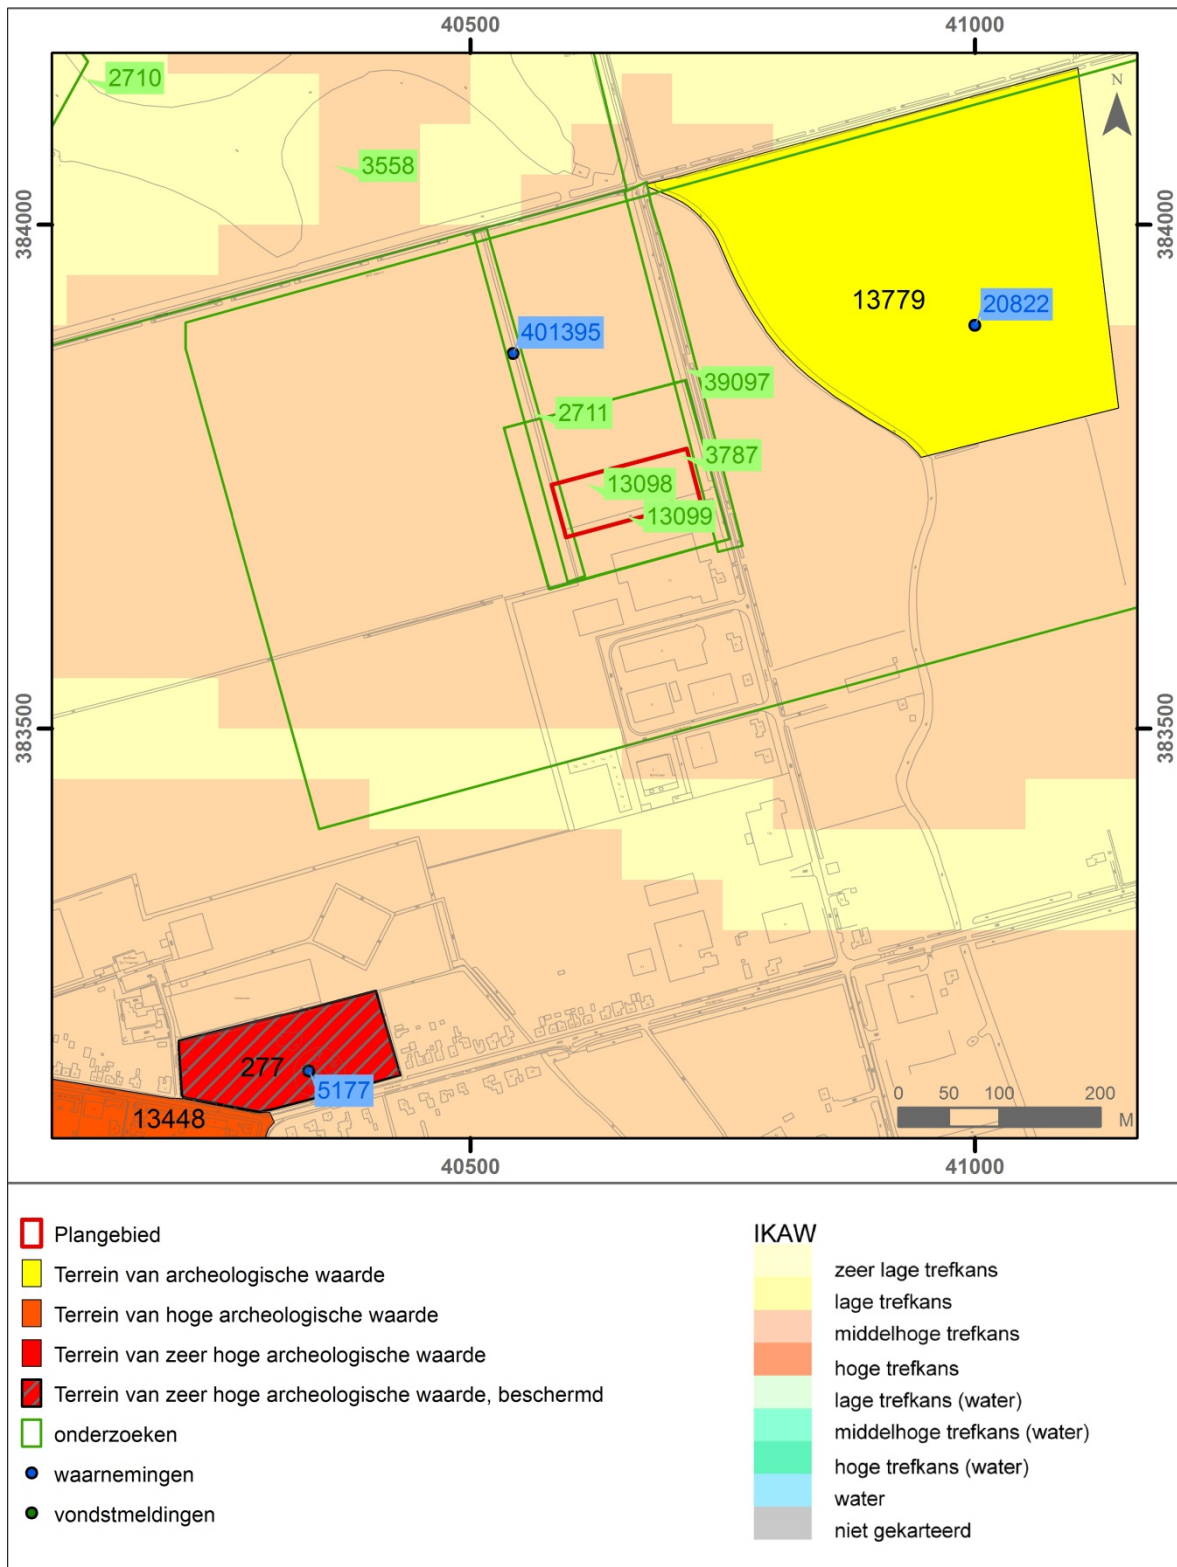 40500 41000
2710
3558
384000 384000
13779
20822
401395
39097
2711
3787
13098
13099
383500 383500
277
5177
13448
N
0 50 100 200
M
40500 41000
Plangebied
Terrein van archeologische waarde
Terrein van hoge archeologische waarde
Terrein van zeer hoge archeologische waarde
Terrein van zeer hoge archeologische waarde, beschermd
onderzoeken
waarnemingen
vondstmeldingen
IKAW
zeer lage trefkans
lage trefkans
middelhoge trefkans
hoge trefkans
lage trefkans (water)
middelhoge trefkans (water)
hoge trefkans (water)
water
niet gekarteerd